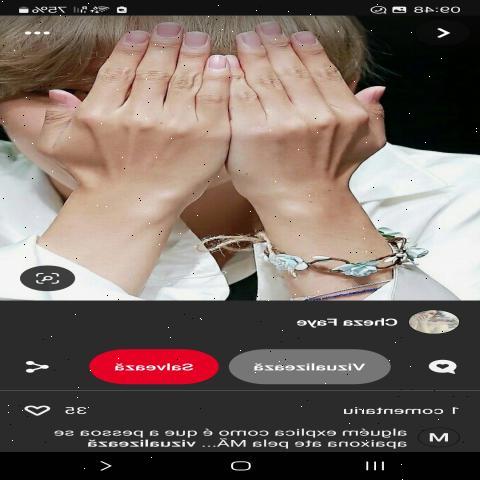 09:48
75%
Cheza Faye
Vizualizează
Salvează
1 comentariu
35
M
alguém explica como é que a pessoa se
apaixona ate pela MÃ... vizualizează